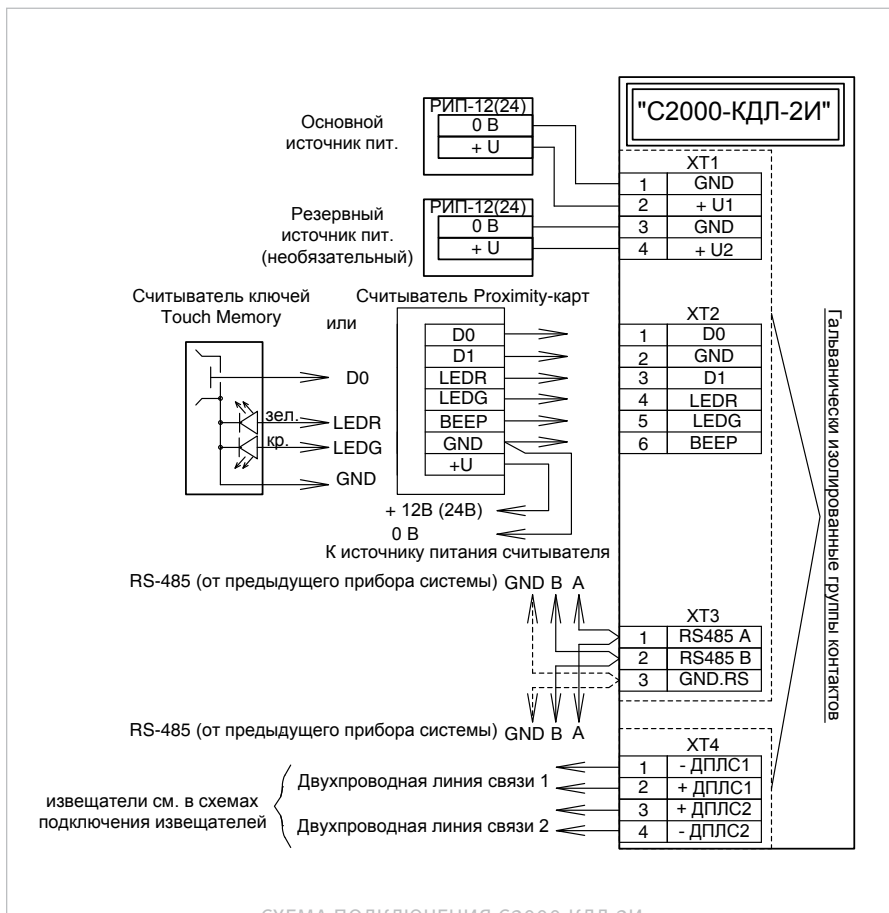 "С2000-КДЛ-2И"
Основной
источник пит.
РИП-12(24)
0 В
+ U
Резервный
источник пит.
(необязательный)
РИП-12(24)
0 В
+ U
XT1
1 GND
2 + U1
3 GND
4 + U2
Считыватель ключей
Touch Memory
или
Считыватель Proximity-карт
D0
LEDR
LEDG
GND
зел.
кр.
D0
D1
LEDR
LEDG
BEEP
GND
+U
+ 12В (24В)
0 В
К источнику питания считывателя
XT2
1 D0
2 GND
3 D1
4 LEDR
5 LEDG
6 BEEP
Гальванически изолированные группы контактов
RS-485 (от предыдущего прибора системы) GND B A
XT3
1 RS485 A
2 RS485 B
3 GND.RS
RS-485 (от предыдущего прибора системы) GND B A
XT4
1 - ДПЛС1
2 + ДПЛС1
3 + ДПЛС2
4 - ДПЛС2
извещатели см. в схемах
подключения извещателей
Двухпроводная линия связи 1
Двухпроводная линия связи 2
СХЕМА ПОДКЛЮЧЕНИЯ С2000-КДЛ-2И